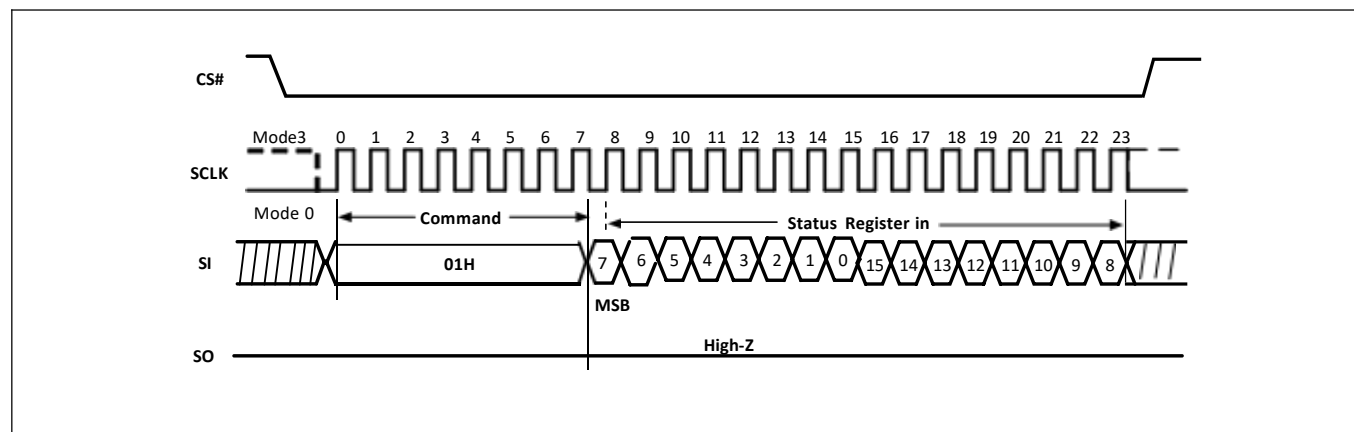 CS#
Mode3 0 1 2 3 4 5 6 7 8 9 10 11 12 13 14 15 16 17 18 19 20 21 22 23
SCLK
Mode 0 Command Status Register in
SI 01H 7 6 5 4 3 2 1 0 15 14 13 12 11 10 9 8
MSB
High-Z
SO